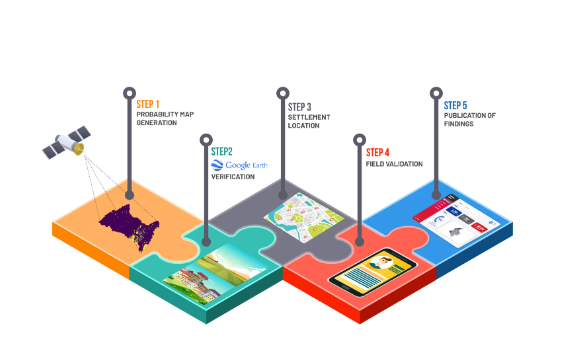 STEP 1
PROBABILITY MAP
GENERATION
STEP2
Google Earth
VERIFICATION
STEP 3
SETTLEMENT
LOCATION
STEP 4
FIELD VALIDATION
STEP 5
PUBLICATION OF
FINDINGS